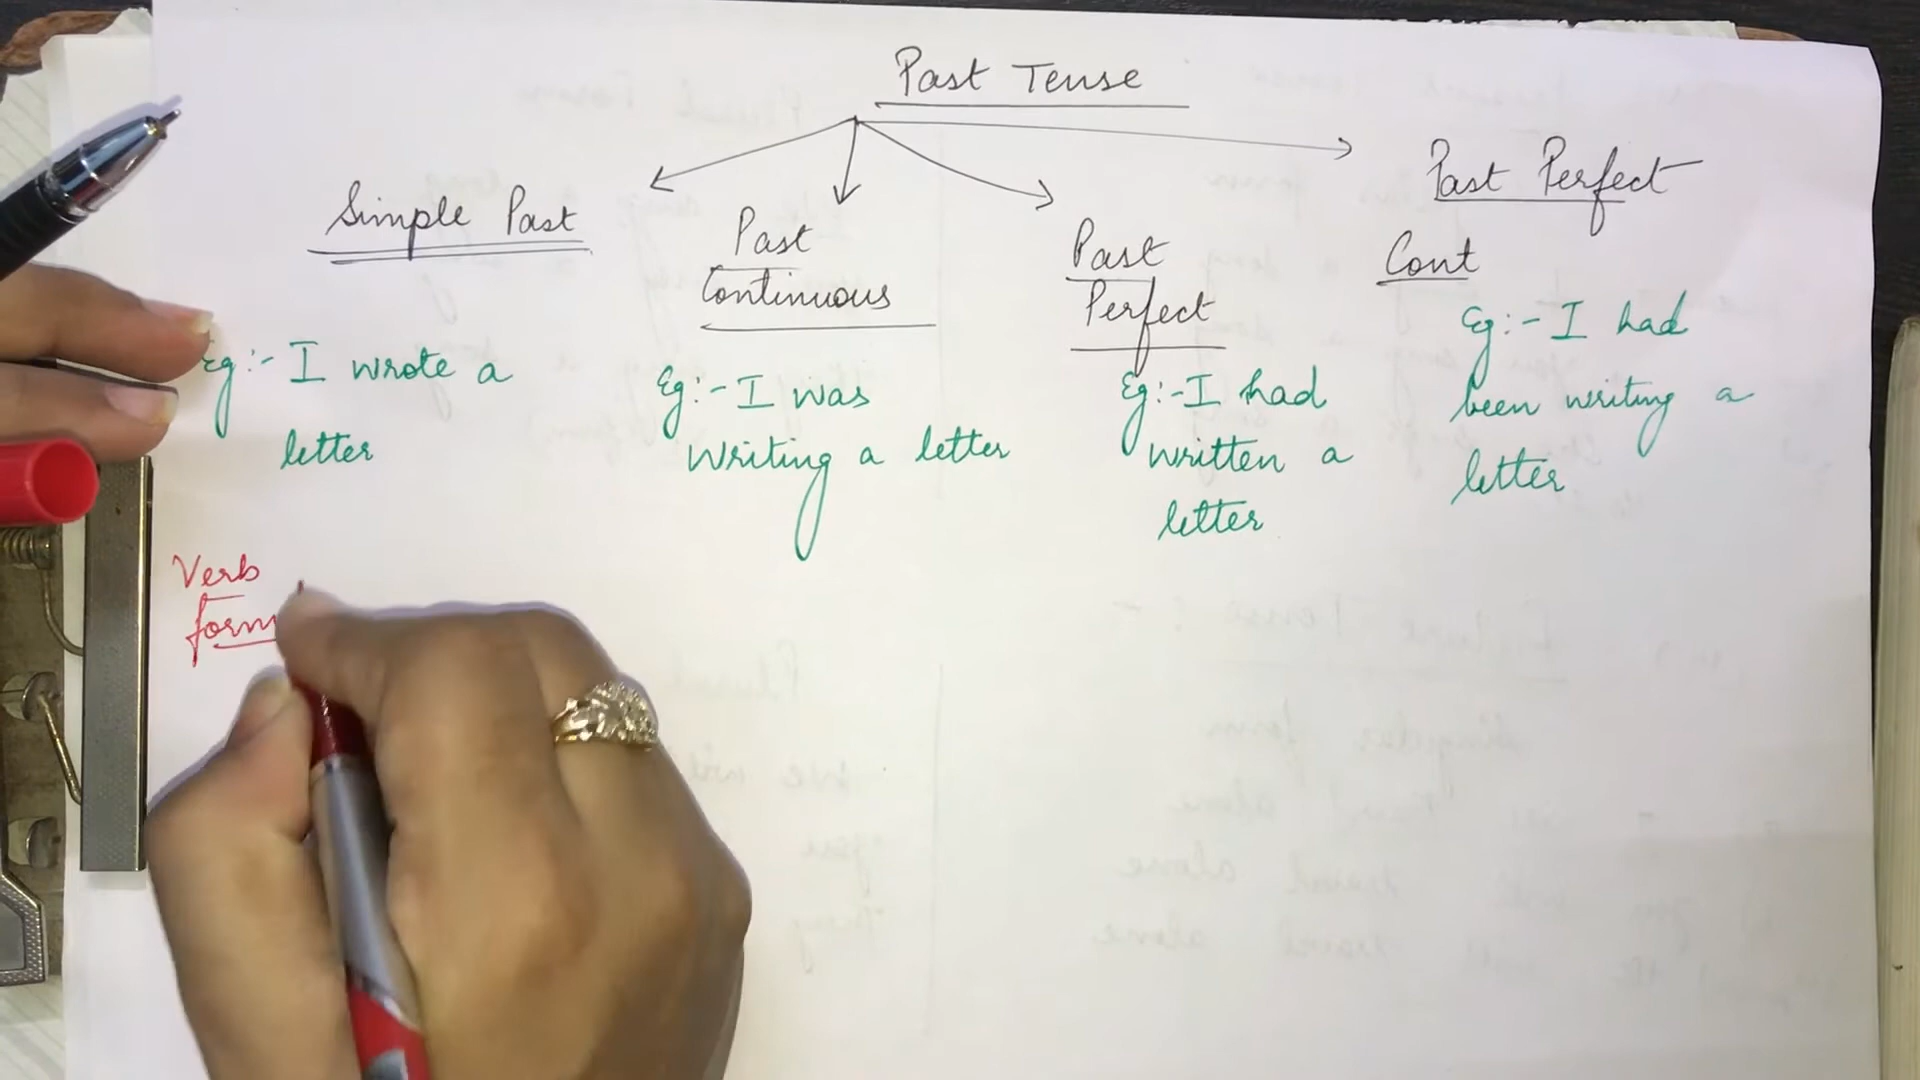 Past Tense
Simple Past
Past
Continuous
Past
Perfect
Past Perfect
Cont
Eg:- I wrote a
letter
Eg:- I was
writing a letter
Eg:- I had
written a
letter
Eg:- I had
been writing a
letter
Verb
form